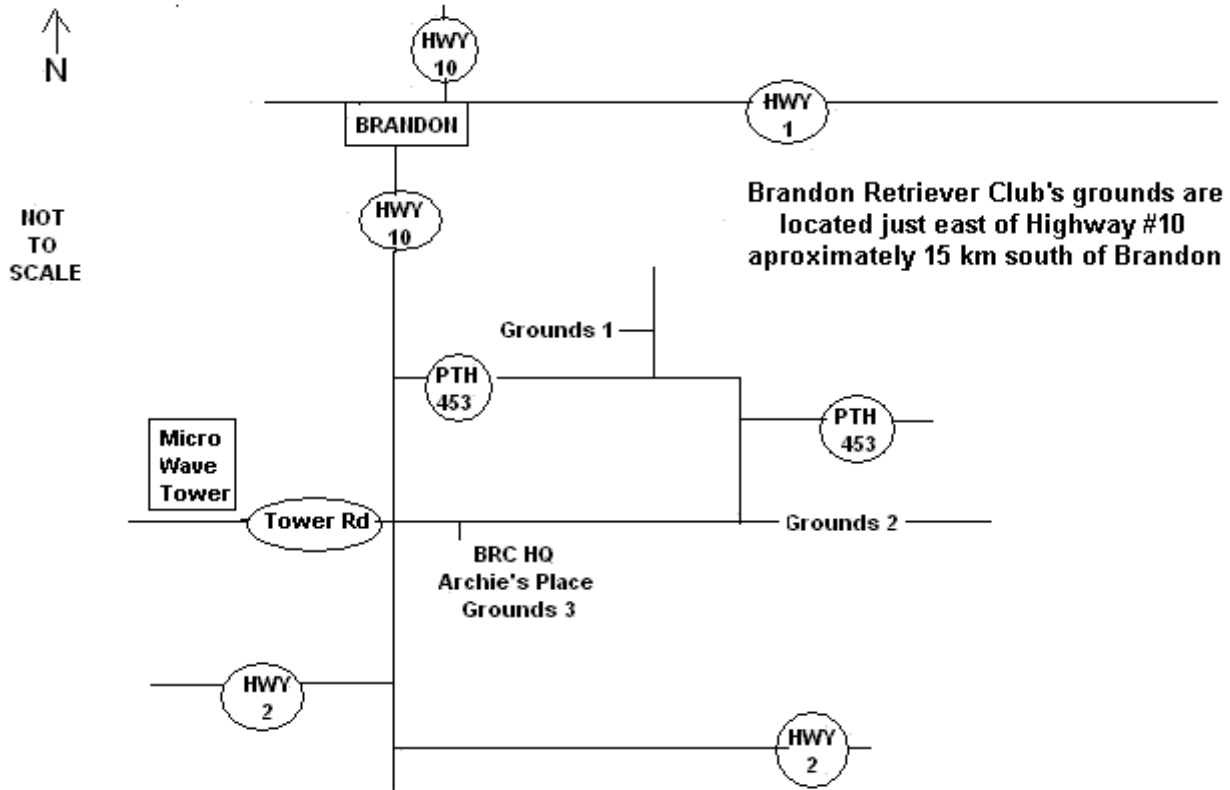 N
HWY
10
BRANDON
HWY
1
HWY
10
NOT
TO
SCALE
Brandon Retriever Club's grounds are
located just east of Highway #10
aproximately 15 km south of Brandon
Grounds 1
PTH
453
PTH
453
Micro
Wave
Tower
Tower Rd
Grounds 2
BRC HQ
Archie's Place
Grounds 3
HWY
2
HWY
2